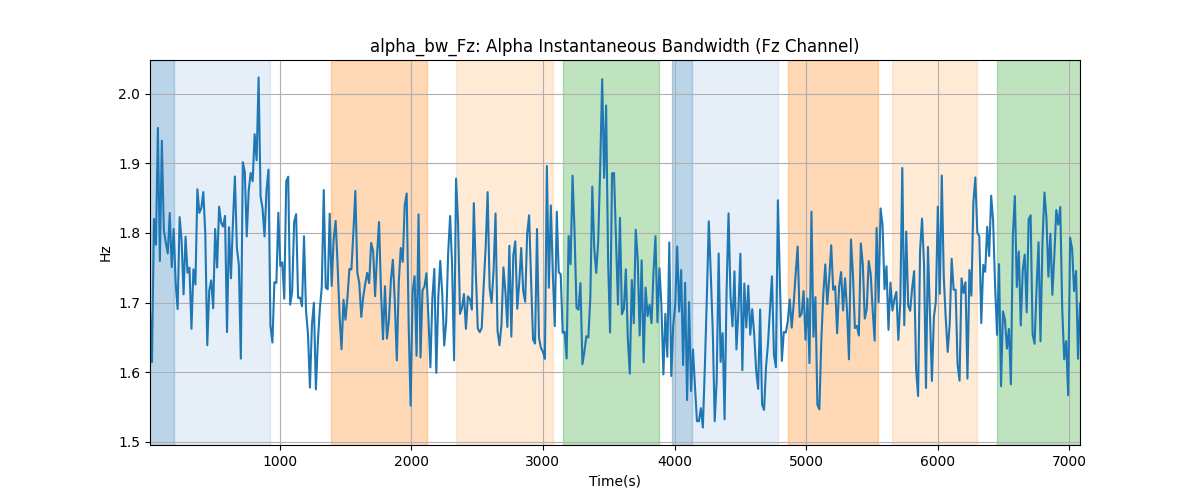 alpha_bw_Fz: Alpha Instantaneous Bandwidth (Fz Channel)
2.0
1.9
1.8
1.7
1.6
1.5
Hz
1000 2000 3000 4000 5000 6000 7000
Time(s)